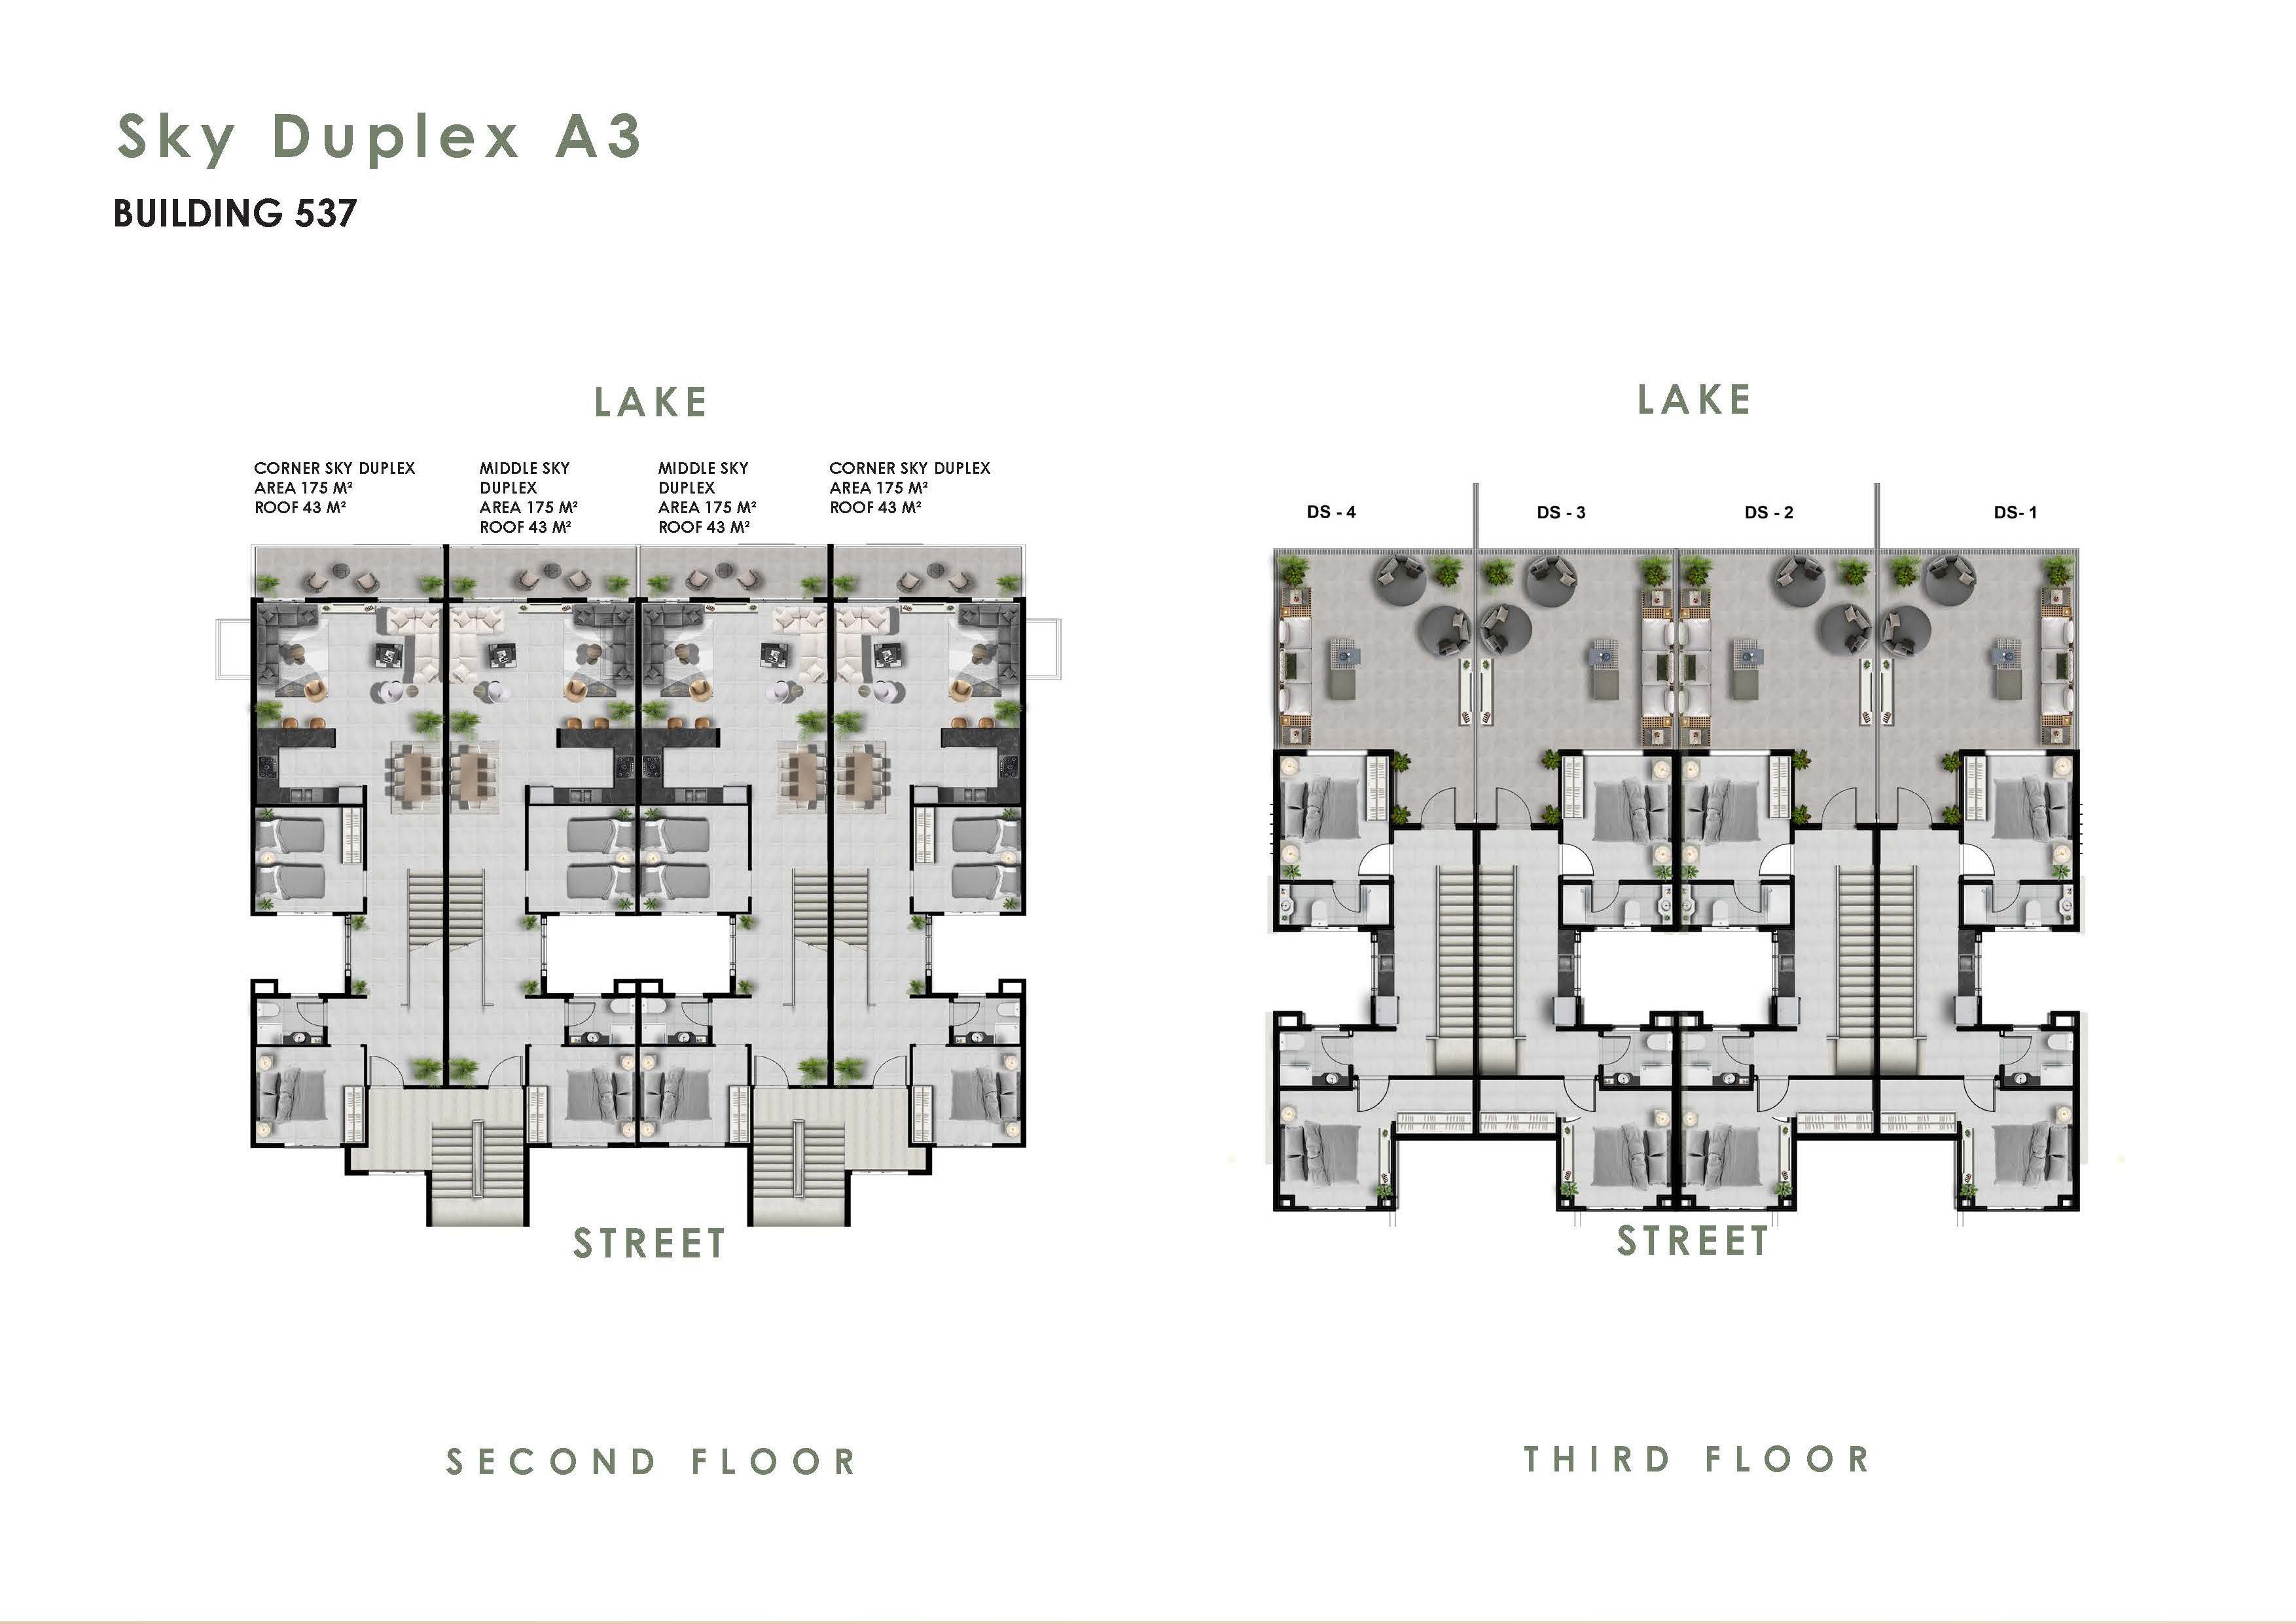 Sky Duplex A3
BUILDING 537
LAKE
CORNER SKY DUPLEX
AREA 175 M²
ROOF 43 M²
MIDDLE SKY
DUPLEX
AREA 175 M²
ROOF 43 M²
MIDDLE SKY
DUPLEX
AREA 175 M²
ROOF 43 M²
CORNER SKY DUPLEX
AREA 175 M²
ROOF 43 M²
STREET
SECOND FLOOR
LAKE
DS - 4
DS - 3
DS - 2
DS- 1
STREET
THIRD FLOOR